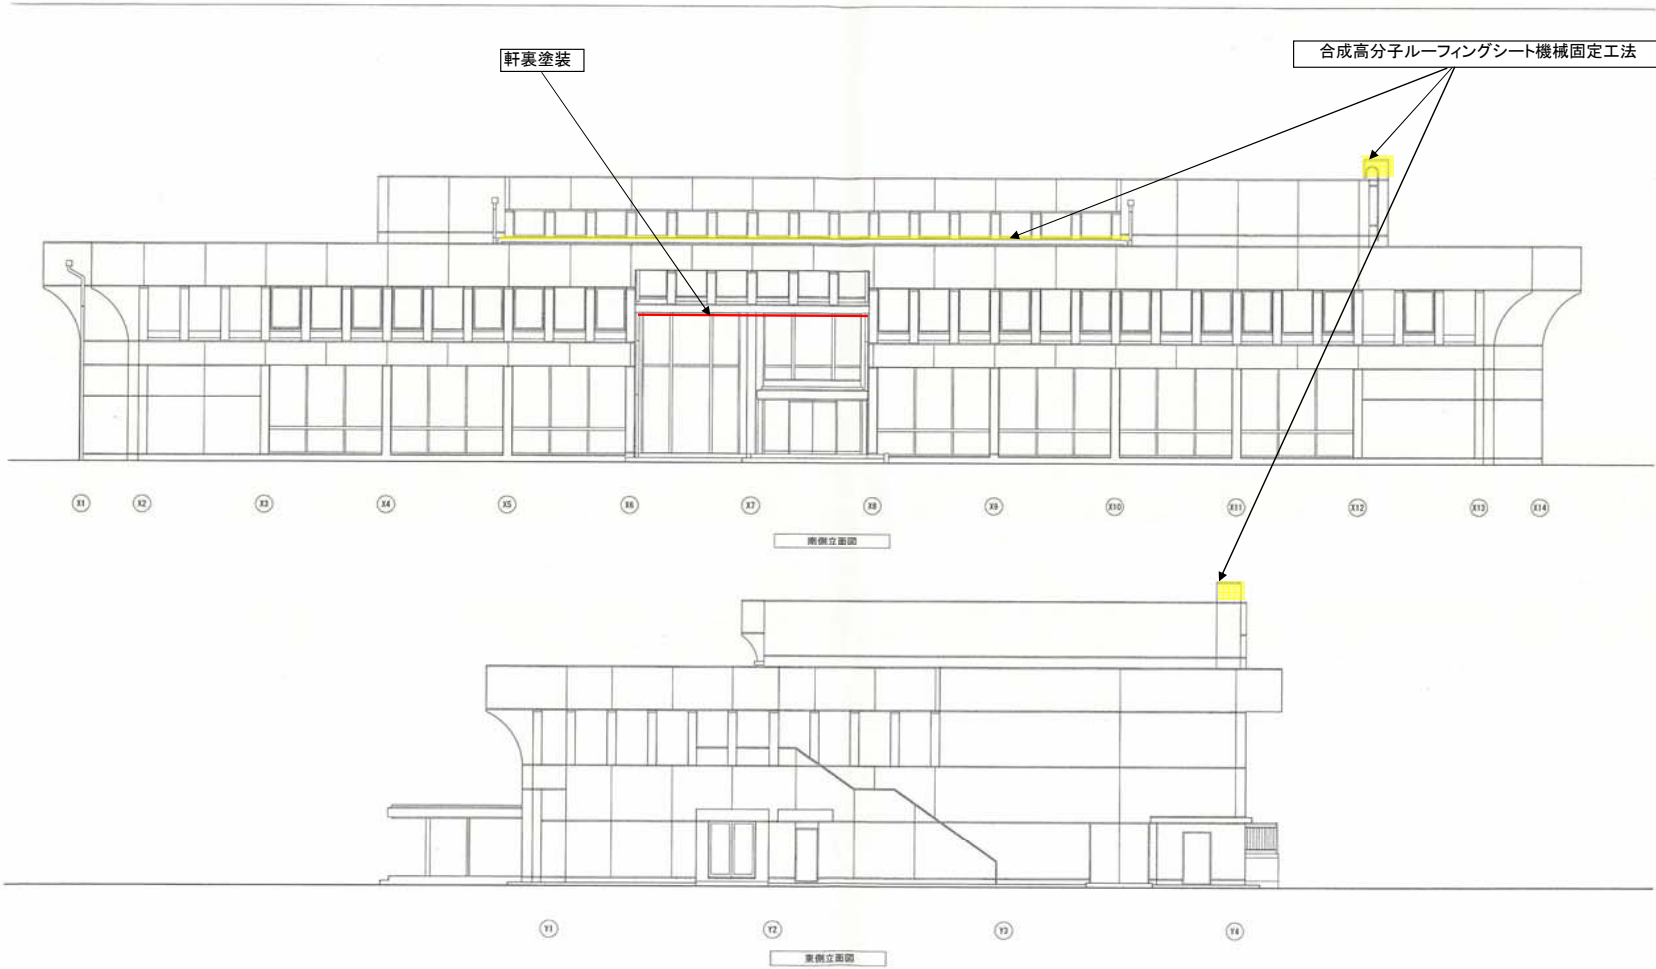 軒裏塗装
合成高分子ルーフィングシート機械固定工法
X1 X2 X3 X4 X5 X6 X7 X8 X9 X10 X11 X12 X13 X14
南側立面図
Y1 Y2 Y3 Y4
東側立面図